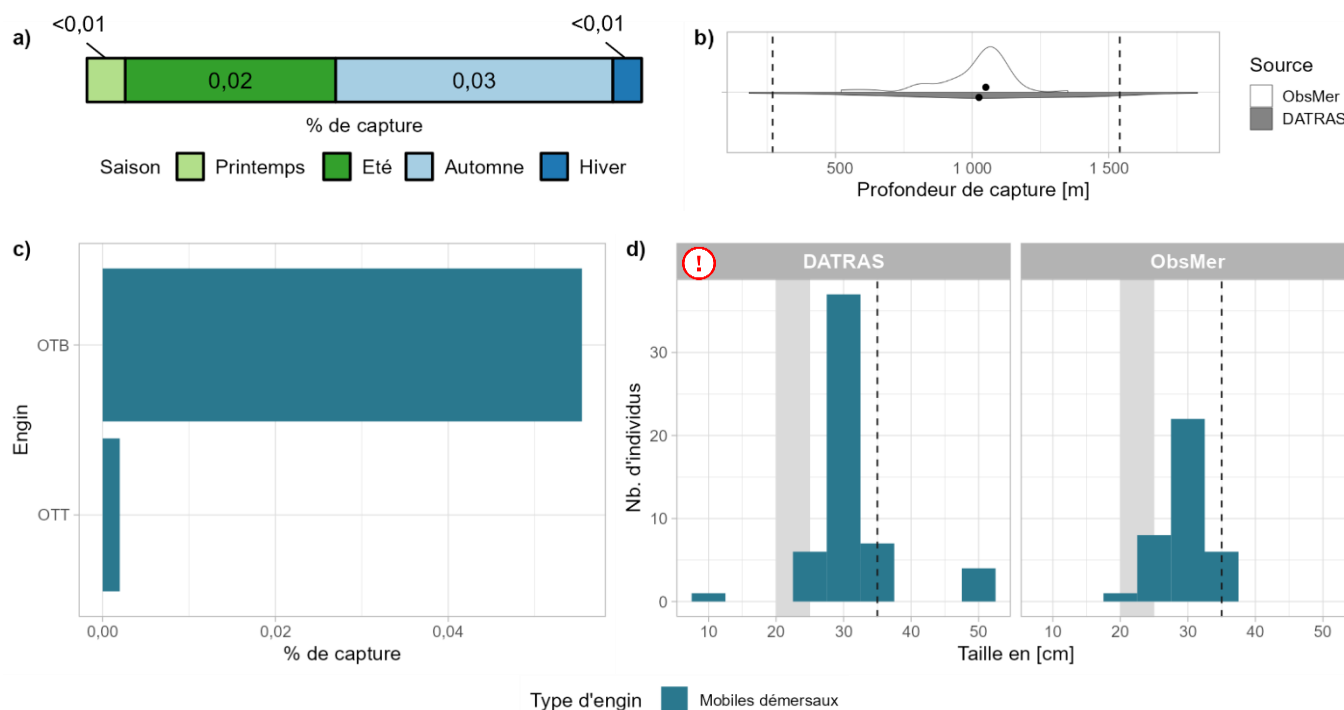 a)
<0,01
<0,01
0,02
0,03
% de capture
Saison
Printemps
Eté
Automne
Hiver
b)
500
1 000
1 500
Profondeur de capture [m]
Source
ObsMer
DATRAS
c)
Engin
OTB
OTT
0,00
0,02
0,04
% de capture
d)
!
DATRAS
ObsMer
Nb. d'individus
30
20
10
0
10
20
30
40
50
10
20
30
40
50
Taille en [cm]
Type d'engin
Mobiles démersaux